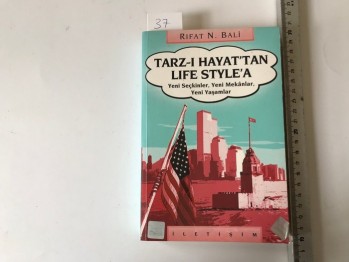 37
RIFAT N. BALİ
TARZ-I HAYAT'TAN
LIFE STYLE'A
Yeni Seçkinler, Yeni Mekânlar,
Yeni Yaşamlar
İLETİŞİM